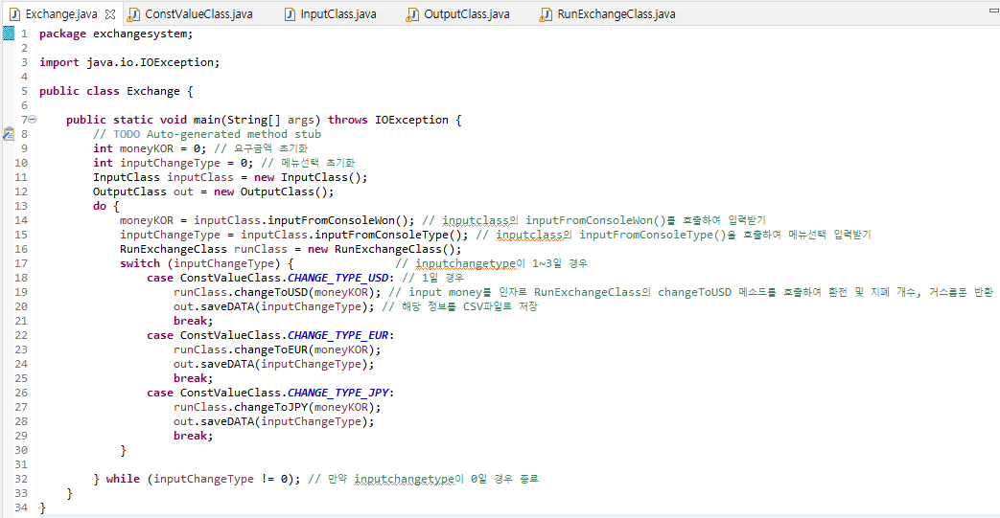 Exchange.java ConstValueClass.java InputClass.java OutputClass.java RunExchangeClass.java
1 package exchangesystem;
2
3 import java.io.IOException;
4
5 public class Exchange {
6
7 public static void main(String[] args) throws IOException {
8 // TODO Auto-generated method stub
9 int moneyKOR = 0; // 요구금액 초기화
10 int inputChangeType = 0; // 메뉴선택 초기화
11 InputClass inputClass = new InputClass();
12 OutputClass out = new OutputClass();
13 do {
14 moneyKOR = inputClass.inputFromConsoleWon(); // inputclass의 inputFromConsoleWon()를 호출하여 입력받기
15 inputChangeType = inputClass.inputFromConsoleType(); // inputclass의 inputFromConsoleType()을 호출하여 메뉴선택 입력받기
16 RunExchangeClass runClass = new RunExchangeClass();
17 switch (inputChangeType) { // inputchangetype이 1~3일 경우
18 case ConstValueClass.CHANGE_TYPE_USD: // 1일 경우
19 runClass.changeToUSD(moneyKOR); // input money를 인자로 RunExchangeClass의 changeToUSD 메소드를 호출하여 환전 및 지폐 개수, 거스름돈 반환
20 out.saveDATA(inputChangeType); // 해당 정보를 CSV파일로 저장
21 break;
22 case ConstValueClass.CHANGE_TYPE_EUR:
23 runClass.changeToEUR(moneyKOR);
24 out.saveDATA(inputChangeType);
25 break;
26 case ConstValueClass.CHANGE_TYPE_JPY:
27 runClass.changeToJPY(moneyKOR);
28 out.saveDATA(inputChangeType);
29 break;
30 }
31
32 } while (inputChangeType != 0); // 만약 inputchangetype이 0일 경우 종료
33 }
34 }